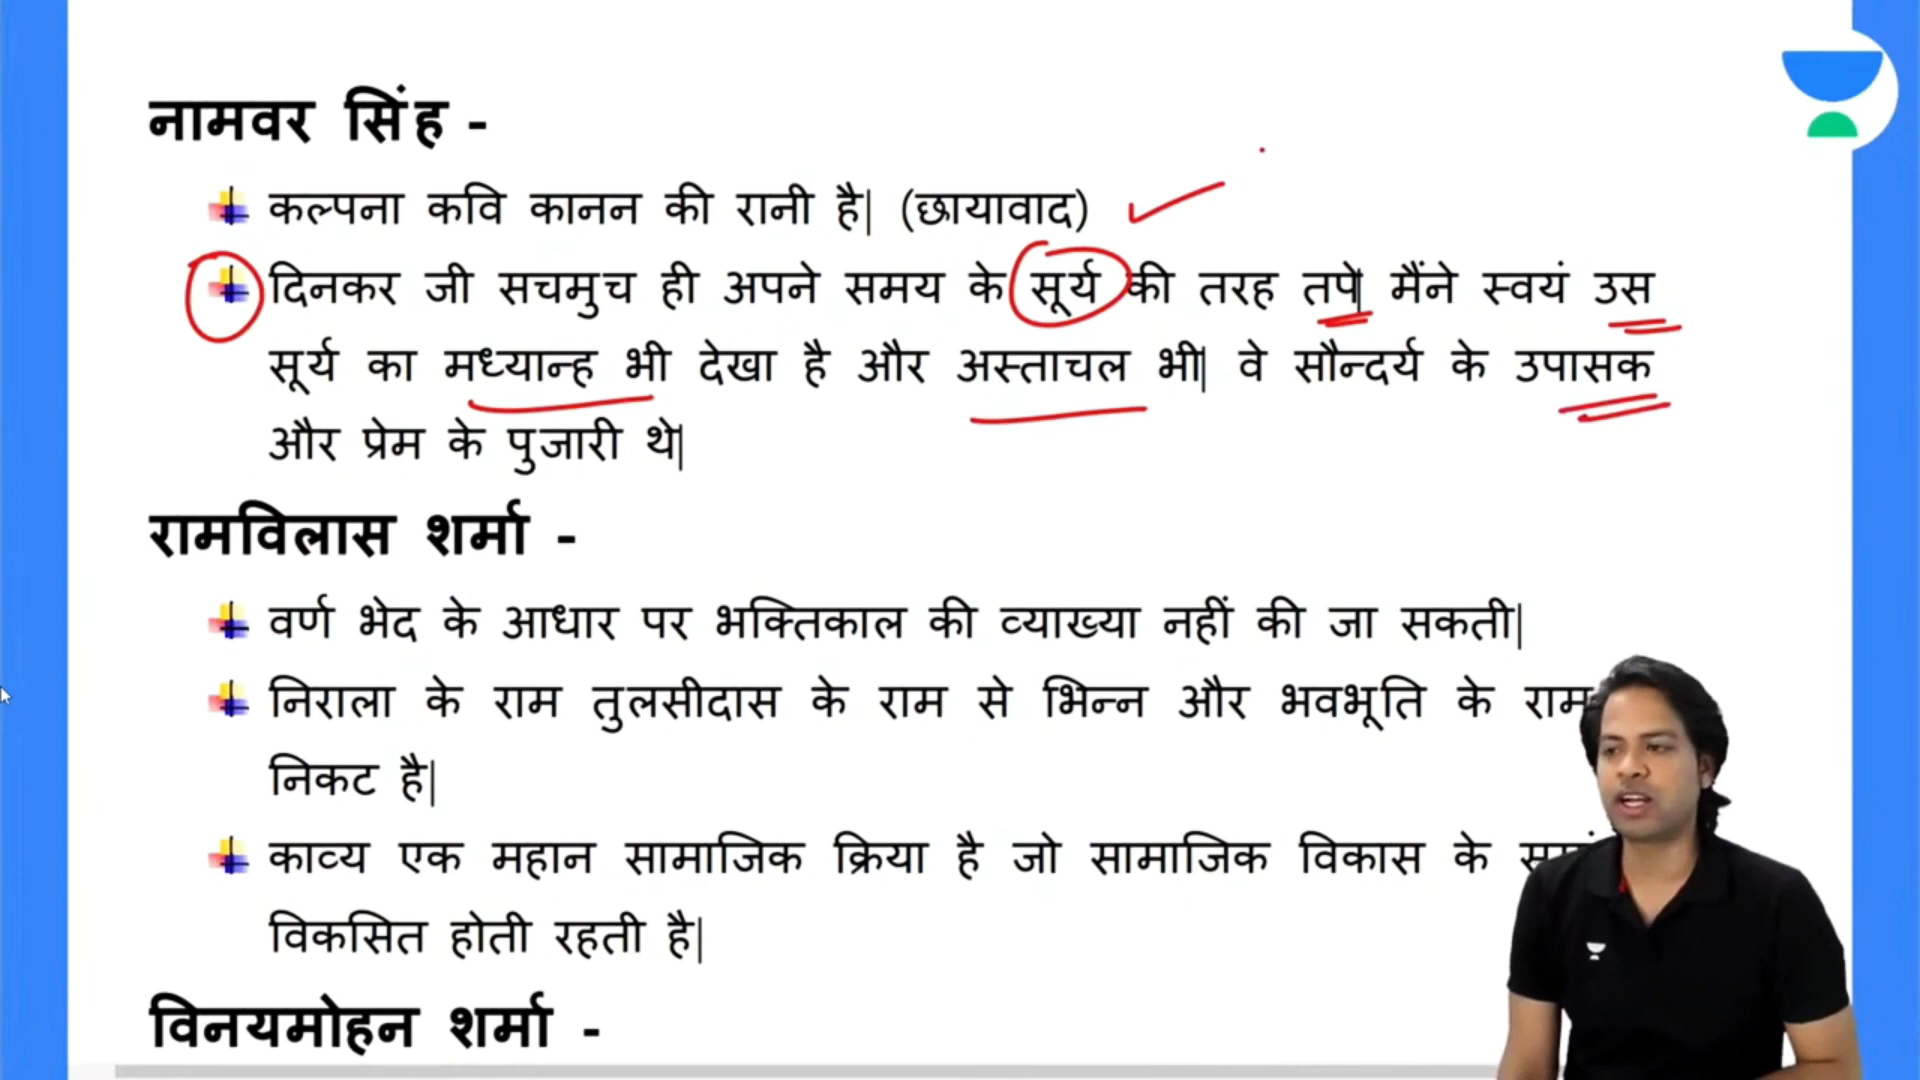 नामवर सिंह -
कल्पना कवि कानन की रानी है| (छायावाद)
दिनकर जी सचमुच ही अपने समय के सूर्य की तरह तपे| मैंने स्वयं उस
सूर्य का मध्यान्ह भी देखा है और अस्ताचल भी| वे सौन्दर्य के उपासक
और प्रेम के पुजारी थे|
रामविलास शर्मा -
वर्ण भेद के आधार पर भक्तिकाल की व्याख्या नहीं की जा सकती|
निराला के राम तुलसीदास के राम से भिन्न और भवभूति के राम
निकट है|
काव्य एक महान सामाजिक क्रिया है जो सामाजिक विकास के
विकसित होती रहती है|
विनयमोहन शर्मा -